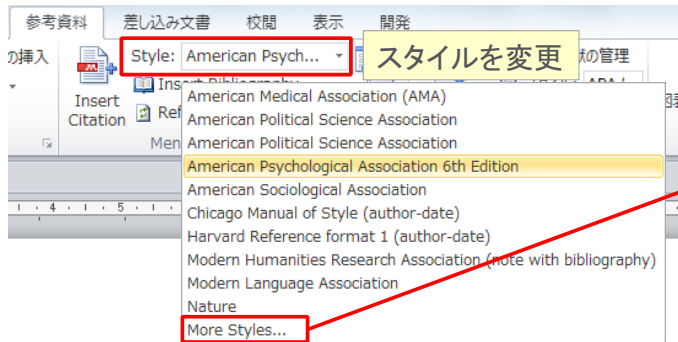 参考資料 差し込み文書 校閲 表示 開発
の挿入 Style: American Psych... スタイルを変更 の管理
Insert Citation
American Medical Association (AMA)
American Political Science Association
American Political Science Association
American Psychological Association 6th Edition
American Sociological Association
Chicago Manual of Style (author-date)
Harvard Reference format 1 (author-date)
Modern Humanities Research Association (note with bibliography)
Modern Language Association
Nature
More Styles...
4 5